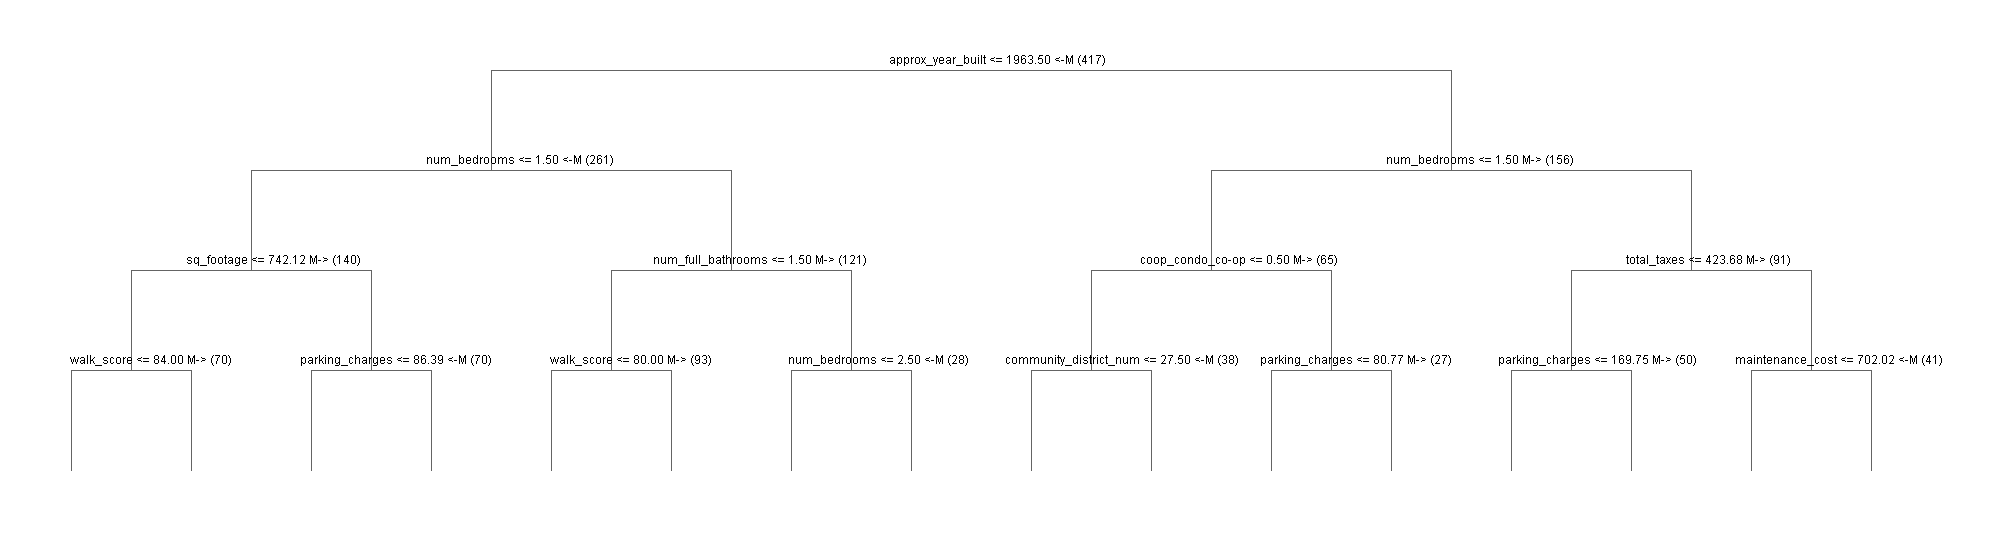 approx_year_built <= 1963.50 <-M (417)
num_bedrooms <= 1.50 <-M (261)
num_bedrooms <= 1.50 M-> (156)
sq_footage <= 742.12 M-> (140)
num_full_bathrooms <= 1.50 M-> (121)
coop_condo_co-op <= 0.50 M-> (65)
total_taxes <= 423.68 M-> (91)
walk_score <= 84.00 M-> (70)
parking_charges <= 86.39 <-M (70)
walk_score <= 80.00 M-> (93)
num_bedrooms <= 2.50 <-M (28)
community_district_num <= 27.50 <-M (38)
parking_charges <= 80.77 M-> (27)
parking_charges <= 169.75 M-> (50)
maintenance_cost <= 702.02 <-M (41)